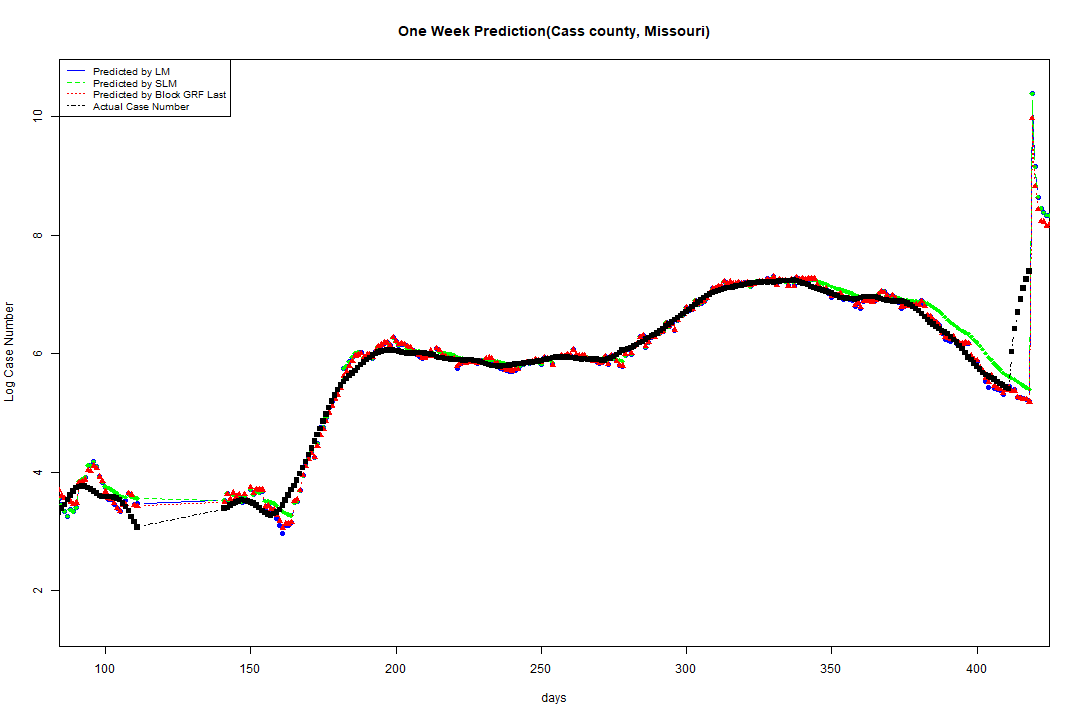 One Week Prediction(Cass county, Missouri)
Predicted by LM
Predicted by SLM
Predicted by Block GRF Last
Actual Case Number
Log Case Number
10
8
6
4
2
100 150 200 250 300 350 400
days